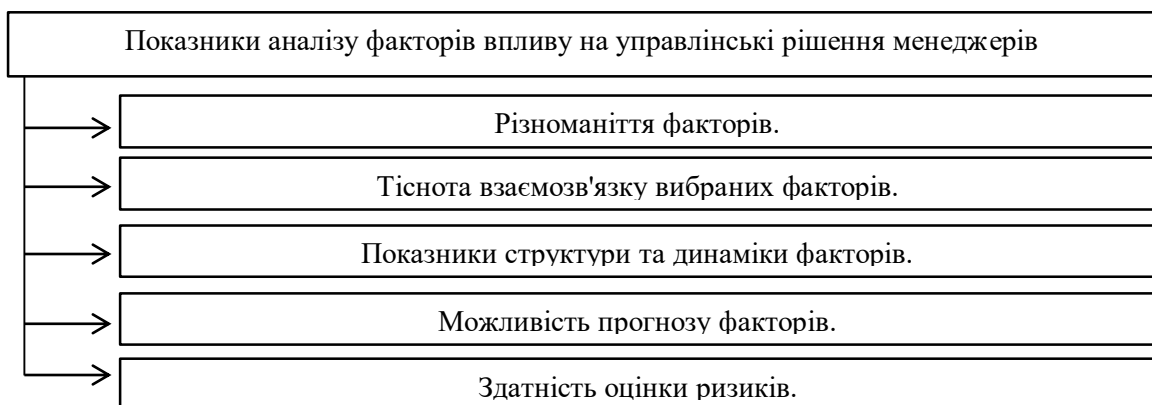 Показники аналізу факторів впливу на управлінські рішення менеджерів
Різноманіття факторів.
Тіснота взаємозв'язку вибраних факторів.
Показники структури та динаміки факторів.
Можливість прогнозу факторів.
Здатність оцінки ризиків.